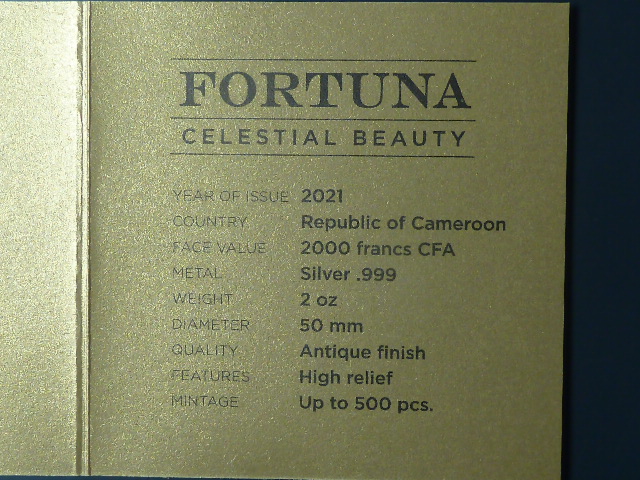 FORTUNA
CELESTIAL BEAUTY
YEAR OF ISSUE 2021
COUNTRY Republic of Cameroon
FACE VALUE 2000 francs CFA
METAL Silver .999
WEIGHT 2 oz
DIAMETER 50 mm
QUALITY Antique finish
FEATURES High relief
MINTAGE Up to 500 pcs.